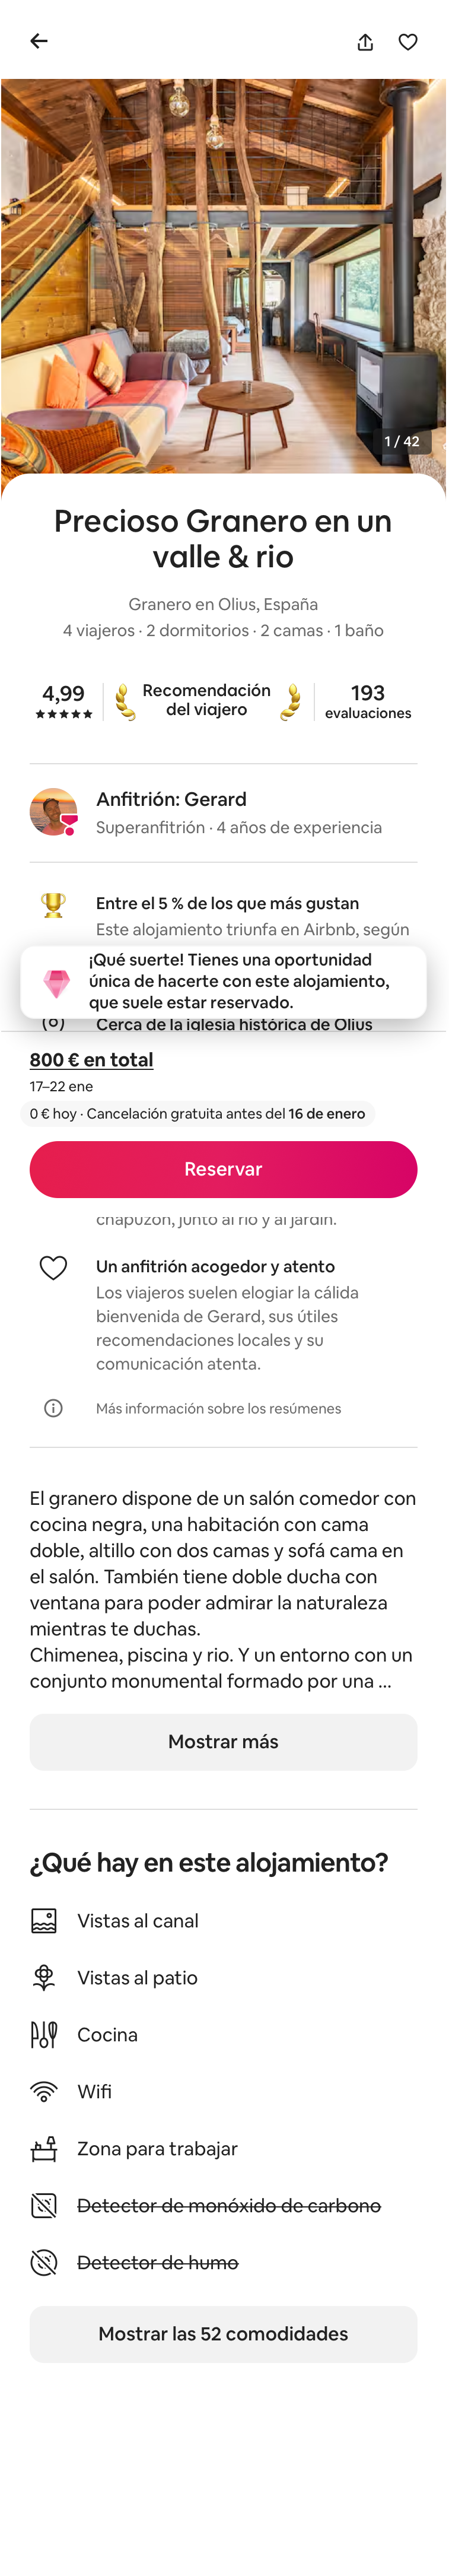 1 / 42
Precioso Granero en un
valle & rio
Granero en Olius, España
4 viajeros · 2 dormitorios · 2 camas · 1 baño
4,99
Recomendación
del viajero
193
evaluaciones
Anfitrión: Gerard
Superanfitrión · 4 años de experiencia
Entre el 5 % de los que más gustan
Este alojamiento triunfa en Airbnb, según
¡Qué suerte! Tienes una oportunidad
única de hacerte con este alojamiento,
que suele estar reservado.
Cerca de la iglesia histórica de Olius
800 € en total
17–22 ene
0 € hoy · Cancelación gratuita antes del 16 de enero
Reservar
chapuzón, junto al río y al jardín.
Un anfitrión acogedor y atento
Los viajeros suelen elogiar la cálida
bienvenida de Gerard, sus útiles
recomendaciones locales y su
comunicación atenta.
Más información sobre los resúmenes
El granero dispone de un salón comedor con
cocina negra, una habitación con cama
doble, altillo con dos camas y sofá cama en
el salón. También tiene doble ducha con
ventana para poder admirar la naturaleza
mientras te duchas.
Chimenea, piscina y rio. Y un entorno con un
conjunto monumental formado por una ...
Mostrar más
¿Qué hay en este alojamiento?
Vistas al canal
Vistas al patio
Cocina
Wifi
Zona para trabajar
Detector de monóxido de carbono
Detector de humo
Mostrar las 52 comodidades